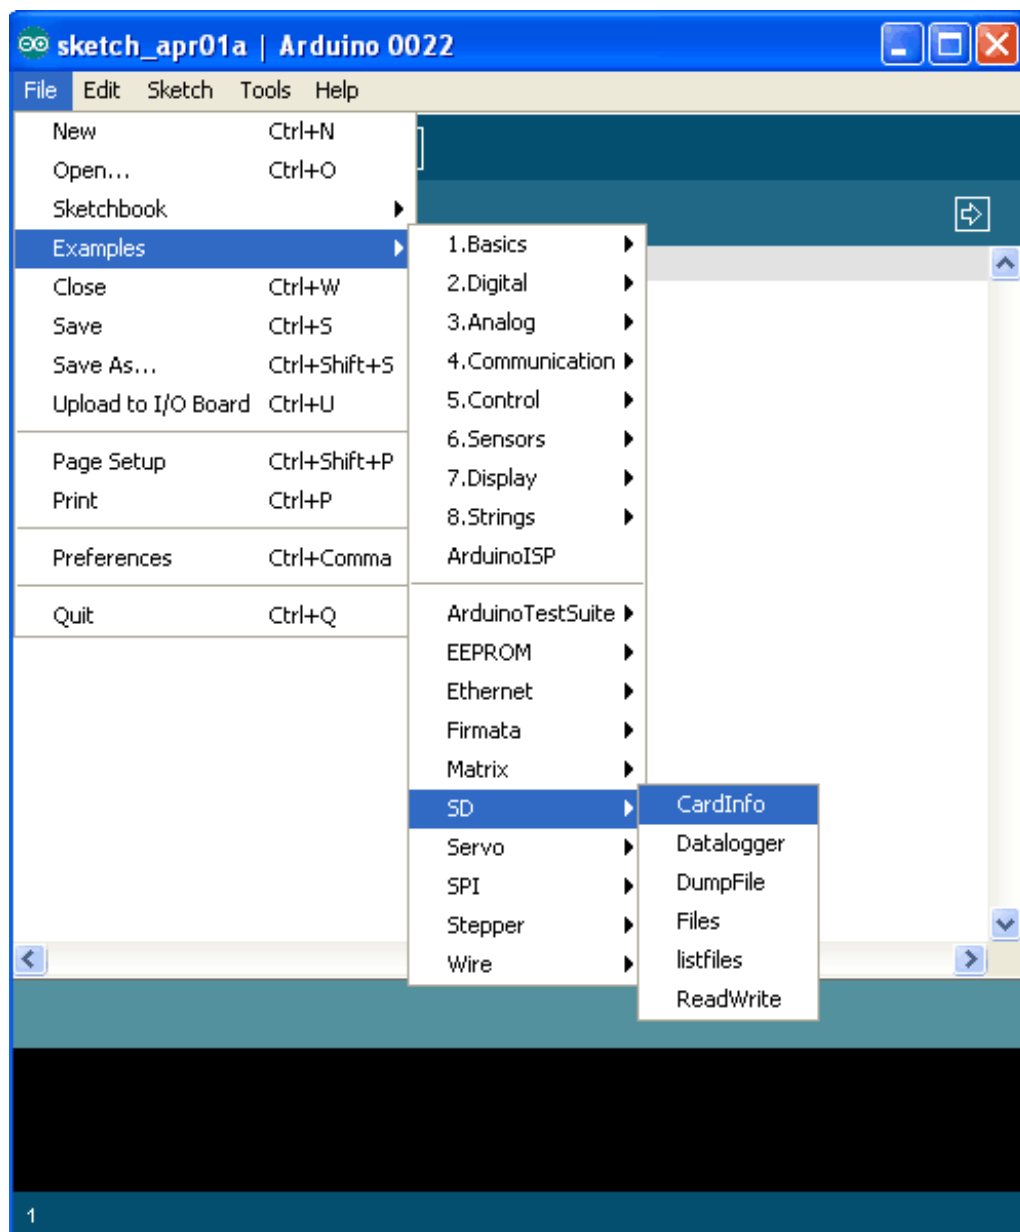 sketch_apr01a | Arduino 0022
File Edit Sketch Tools Help
New Ctrl+N
Open... Ctrl+O
Sketchbook
Examples
Close Ctrl+W
Save Ctrl+S
Save As... Ctrl+Shift+S
Upload to I/O Board Ctrl+U
Page Setup Ctrl+Shift+P
Print Ctrl+P
Preferences Ctrl+Comma
Quit Ctrl+Q
1.Basics
2.Digital
3.Analog
4.Communication
5.Control
6.Sensors
7.Display
8.Strings
ArduinoISP
ArduinoTestSuite
EEPROM
Ethernet
Firmata
Matrix
SD
Servo
SPI
Stepper
Wire
CardInfo
Datalogger
DumpFile
Files
listfiles
ReadWrite
1